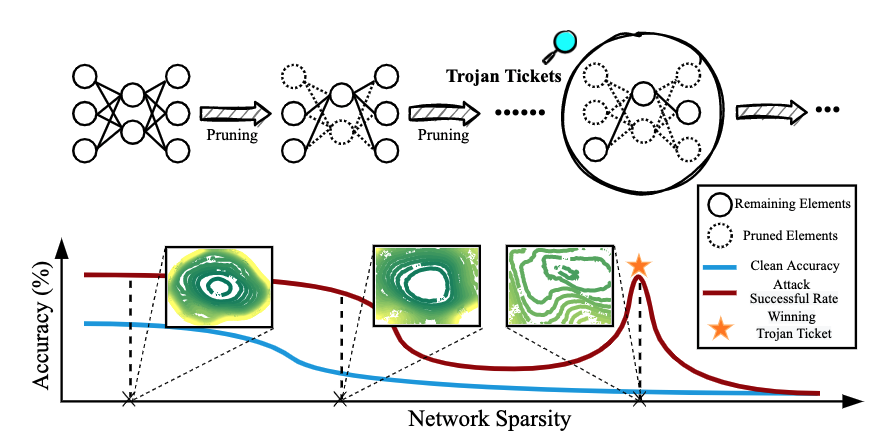 Trojan Tickets
Pruning
Pruning
Remaining Elements
Pruned Elements
Clean Accuracy
Attack
Successful Rate
Winning
Trojan Ticket
Accuracy (%)
Network Sparsity